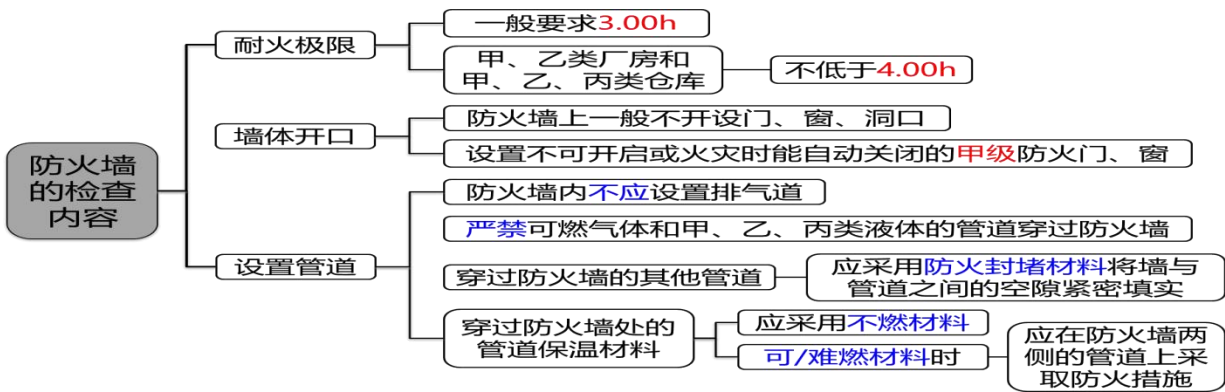 防火墙
的检查
内容
耐火极限
一般要求3.00h
甲、乙类厂房和
甲、乙、丙类仓库
不低于4.00h
墙体开口
防火墙上一般不开设门、窗、洞口
设置不可开启或火灾时能自动关闭的甲级防火门、窗
设置管道
防火墙内不应设置排气道
严禁可燃气体和甲、乙、丙类液体的管道穿过防火墙
穿过防火墙的其他管道
应采用防火封堵材料将墙与
管道之间的空隙紧密填实
穿过防火墙处的
管道保温材料
应采用不燃材料
可/难燃材料时
应在防火墙两
侧的管道上采
取防火措施